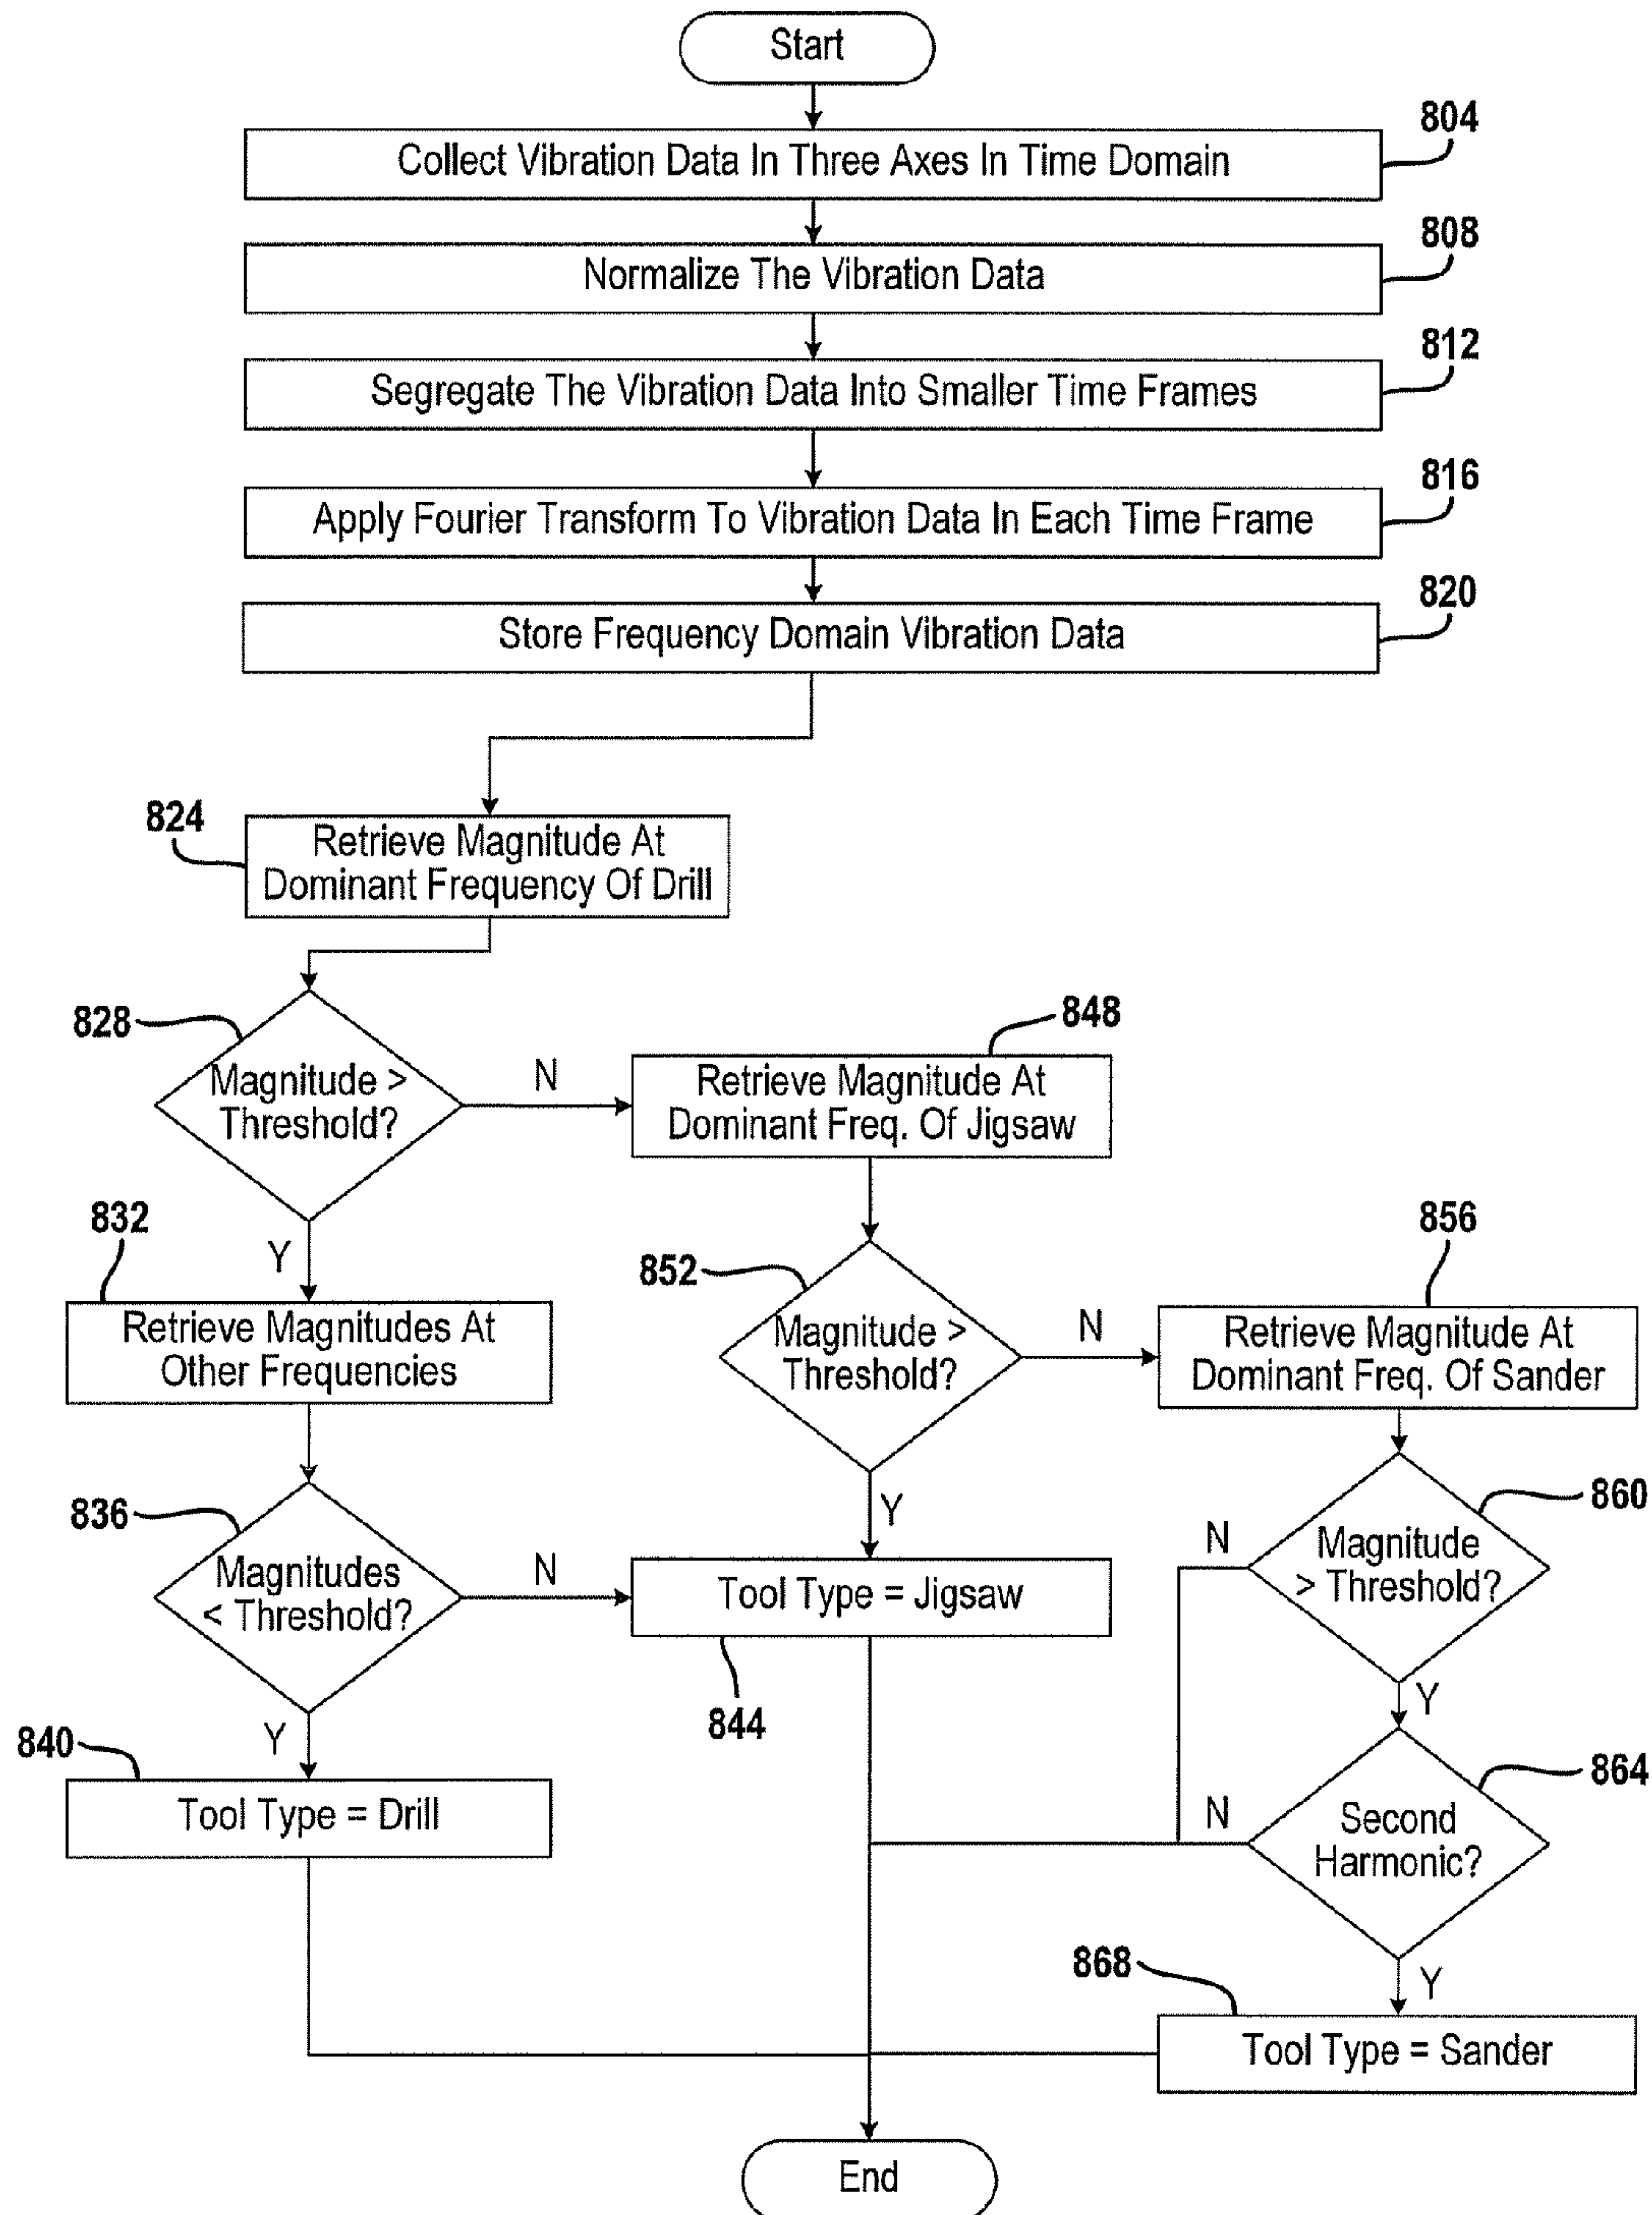 Start
804
Collect Vibration Data In Three Axes In Time Domain
808
Normalize The Vibration Data
812
Segregate The Vibration Data Into Smaller Time Frames
816
Apply Fourier Transform To Vibration Data In Each Time Frame
820
Store Frequency Domain Vibration Data
824
Retrieve Magnitude At
Dominant Frequency Of Drill
828
Magnitude >
Threshold?
N
848
Retrieve Magnitude At
Dominant Freq. Of Jigsaw
Y
832
Retrieve Magnitudes At
Other Frequencies
852
Magnitude >
Threshold?
N
856
Retrieve Magnitude At
Dominant Freq. Of Sander
836
Magnitudes
< Threshold?
N
Y
Tool Type = Jigsaw
844
860
Magnitude
> Threshold?
N
Y
Y
840
Tool Type = Drill
864
Second
Harmonic?
N
Y
868
Tool Type = Sander
End